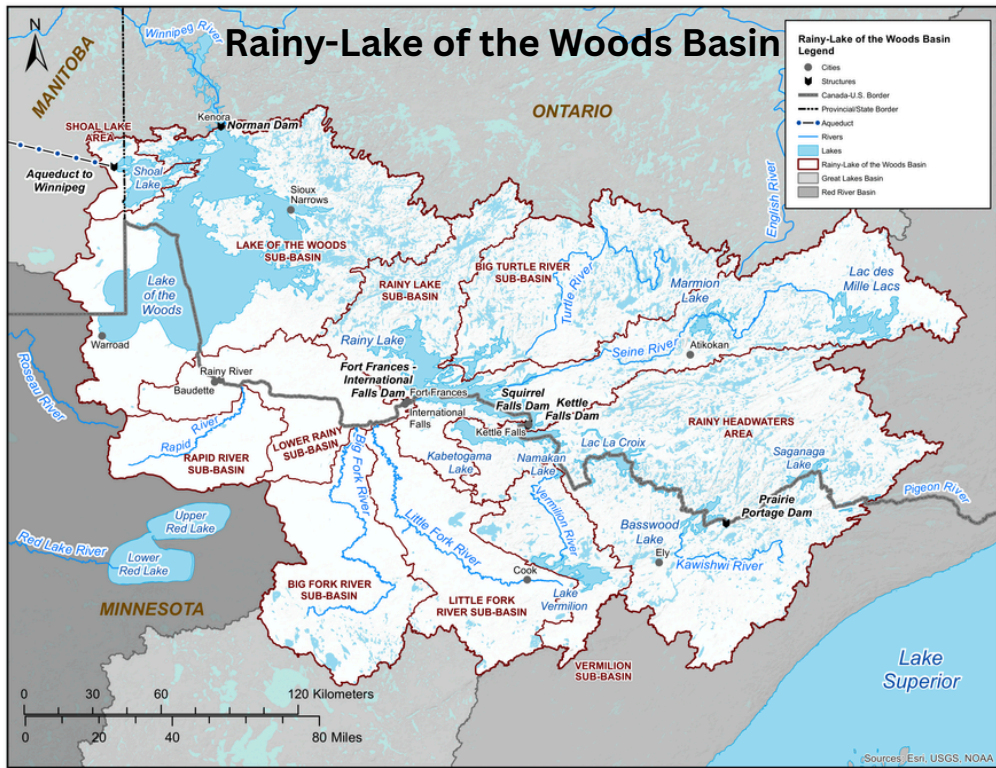 Rainy-Lake of the Woods Basin
N
MANITOBA
Winnipeg River
ONTARIO
Rainy-Lake of the Woods Basin
Legend
Cities
Structures
Canada-U.S. Border
Provincial/State Border
Aqueduct
Rivers
Lakes
Rainy-Lake of the Woods Basin
Great Lakes Basin
Red River Basin
Kenora
Norman Dam
SHOAL LAKE
AREA
Aqueduct to
Winnipeg
Shoal
Lake
Sioux
Narrows
English River
LAKE OF THE WOODS
SUB-BASIN
Lake
of the
Woods
RAINY LAKE
SUB-BASIN
BIG TURTLE RIVER
SUB-BASIN
Turtle River
Marmion
Lake
Lac des
Mille Lacs
Warroad
Rainy Lake
Seine River
Atikokan
Roseau River
Rainy River
Baudette
Fort Frances -
International
Falls Dam
Fort Frances
International
Falls
Squirrel
Falls Dam
Kettle
Falls Dam
Kettle Falls
RAINY HEADWATERS
AREA
Rapid River
RAPID RIVER
SUB-BASIN
LOWER RAINY
SUB-BASIN
Big Fork River
Kabetogama
Lake
Namakan
Lake
Lac La Croix
Saganaga
Lake
Pigeon River
Prairie
Portage Dam
Vermilion River
Upper
Red Lake
Red Lake River
Lower
Red Lake
Little Fork River
Basswood
Lake
Ely
Kawishwi River
Cook
MINNESOTA
BIG FORK RIVER
SUB-BASIN
LITTLE FORK
RIVER SUB-BASIN
Lake
Vermilion
VERMILION
SUB-BASIN
Lake
Superior
0 30 60 120 Kilometers
0 20 40 80 Miles
Sources: Esri, USGS, NOAA